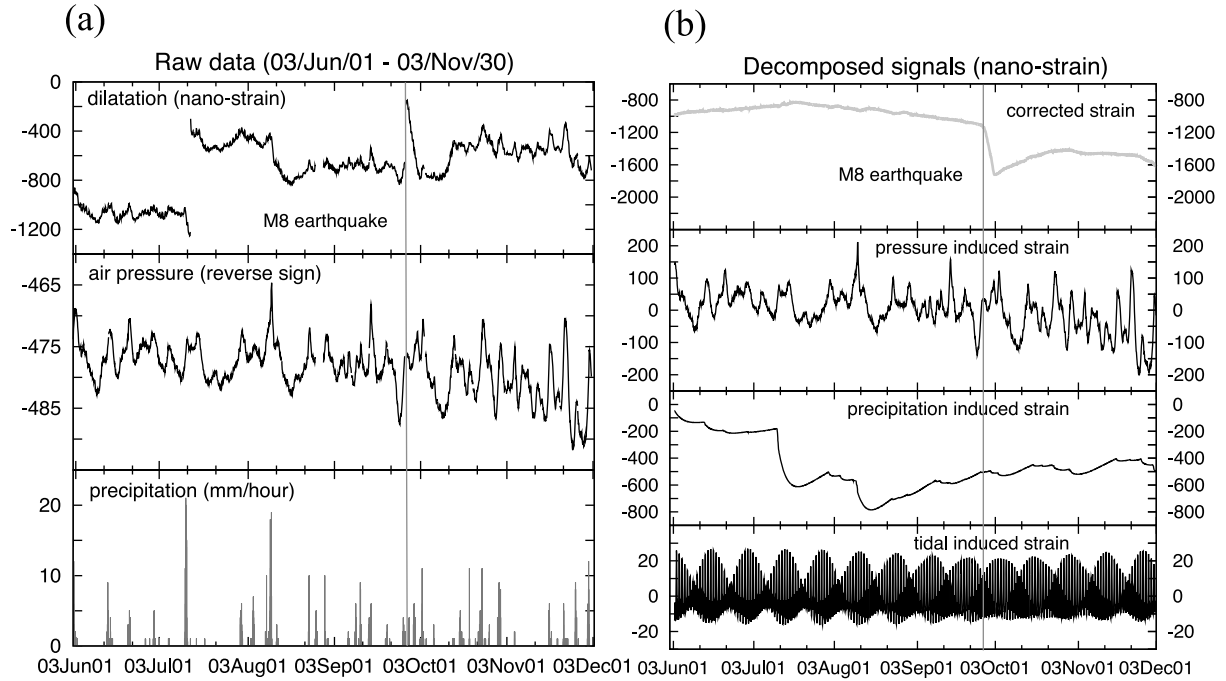 (a)
Raw data (03/Jun/01 - 03/Nov/30)
0
-400
-800
-1200
dilatation (nano-strain)
M8 earthquake
-465
-475
-485
air pressure (reverse sign)
20
10
0
precipitation (mm/hour)
03Jun01 03Jul01 03Aug01 03Sep01 03Oct01 03Nov01 03Dec01
(b)
Decomposed signals (nano-strain)
-800 -800
-1200 -1200
-1600 -1600
-2000 -2000
corrected strain
M8 earthquake
200 200
100 100
0 0
-100 -100
-200 -200
pressure induced strain
0 0
-200 -200
-400 -400
-600 -600
-800 -800
precipitation induced strain
20 20
0 0
-20 -20
tidal induced strain
03Jun01 03Jul01 03Aug01 03Sep01 03Oct01 03Nov01 03Dec01